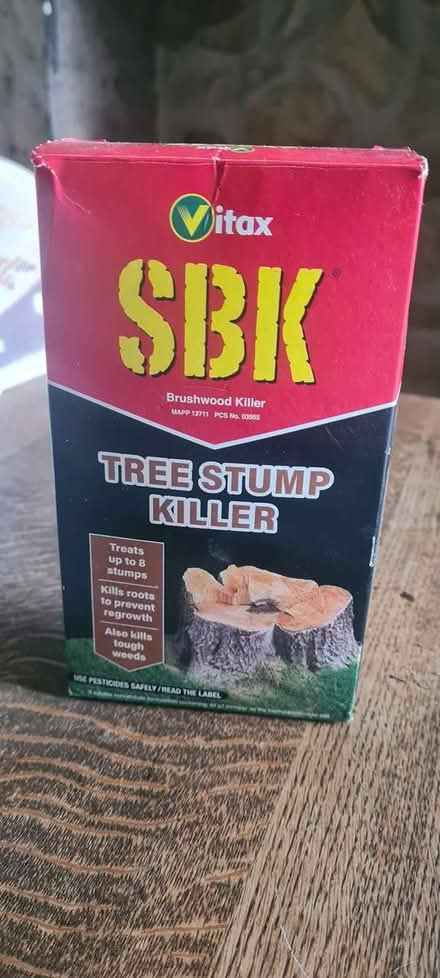 Vitax
SBK®
Brushwood Killer
MAPP 12711 PCS No. 03955
TREE STUMP
KILLER
Treats
up to 8
stumps
Kills roots
to prevent
regrowth
Also kills
tough
weeds
USE PESTICIDES SAFELY/READ THE LABEL